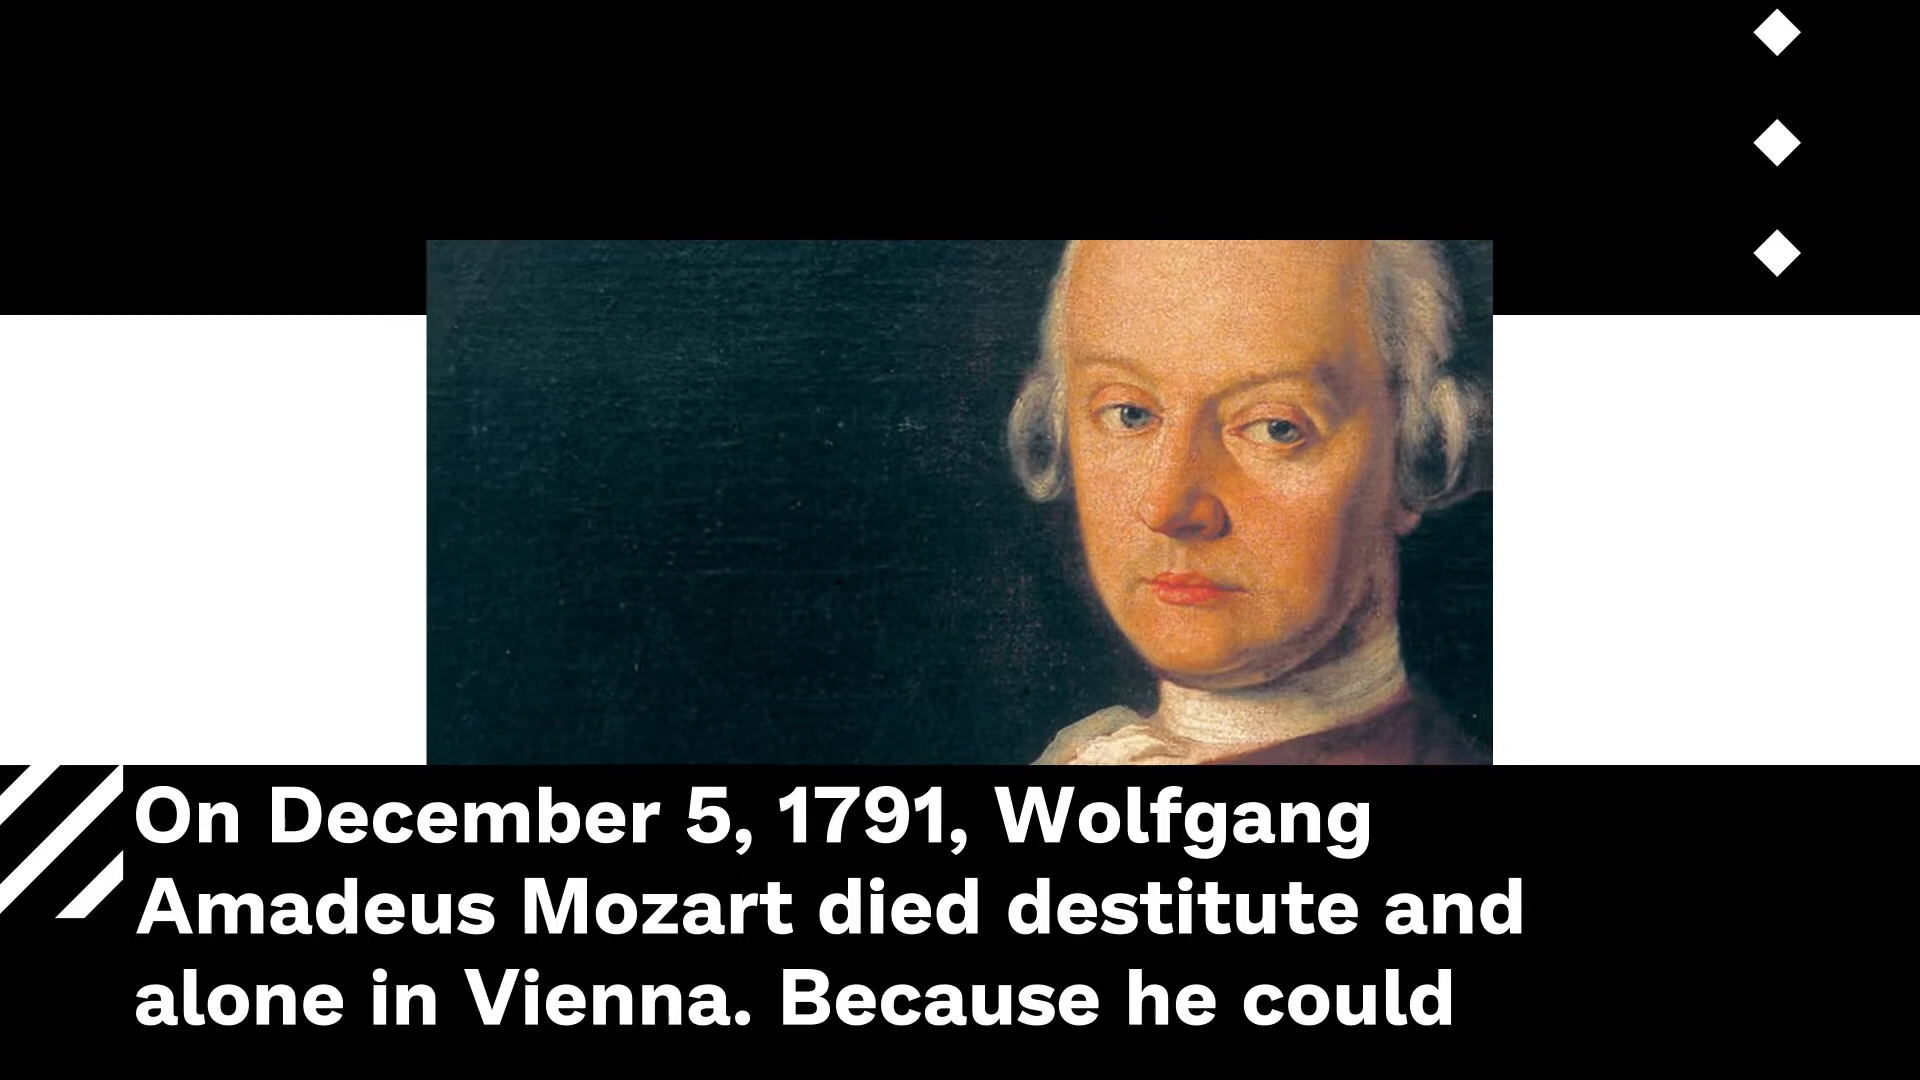 On December 5, 1791, Wolfgang
Amadeus Mozart died destitute and
alone in Vienna. Because he could